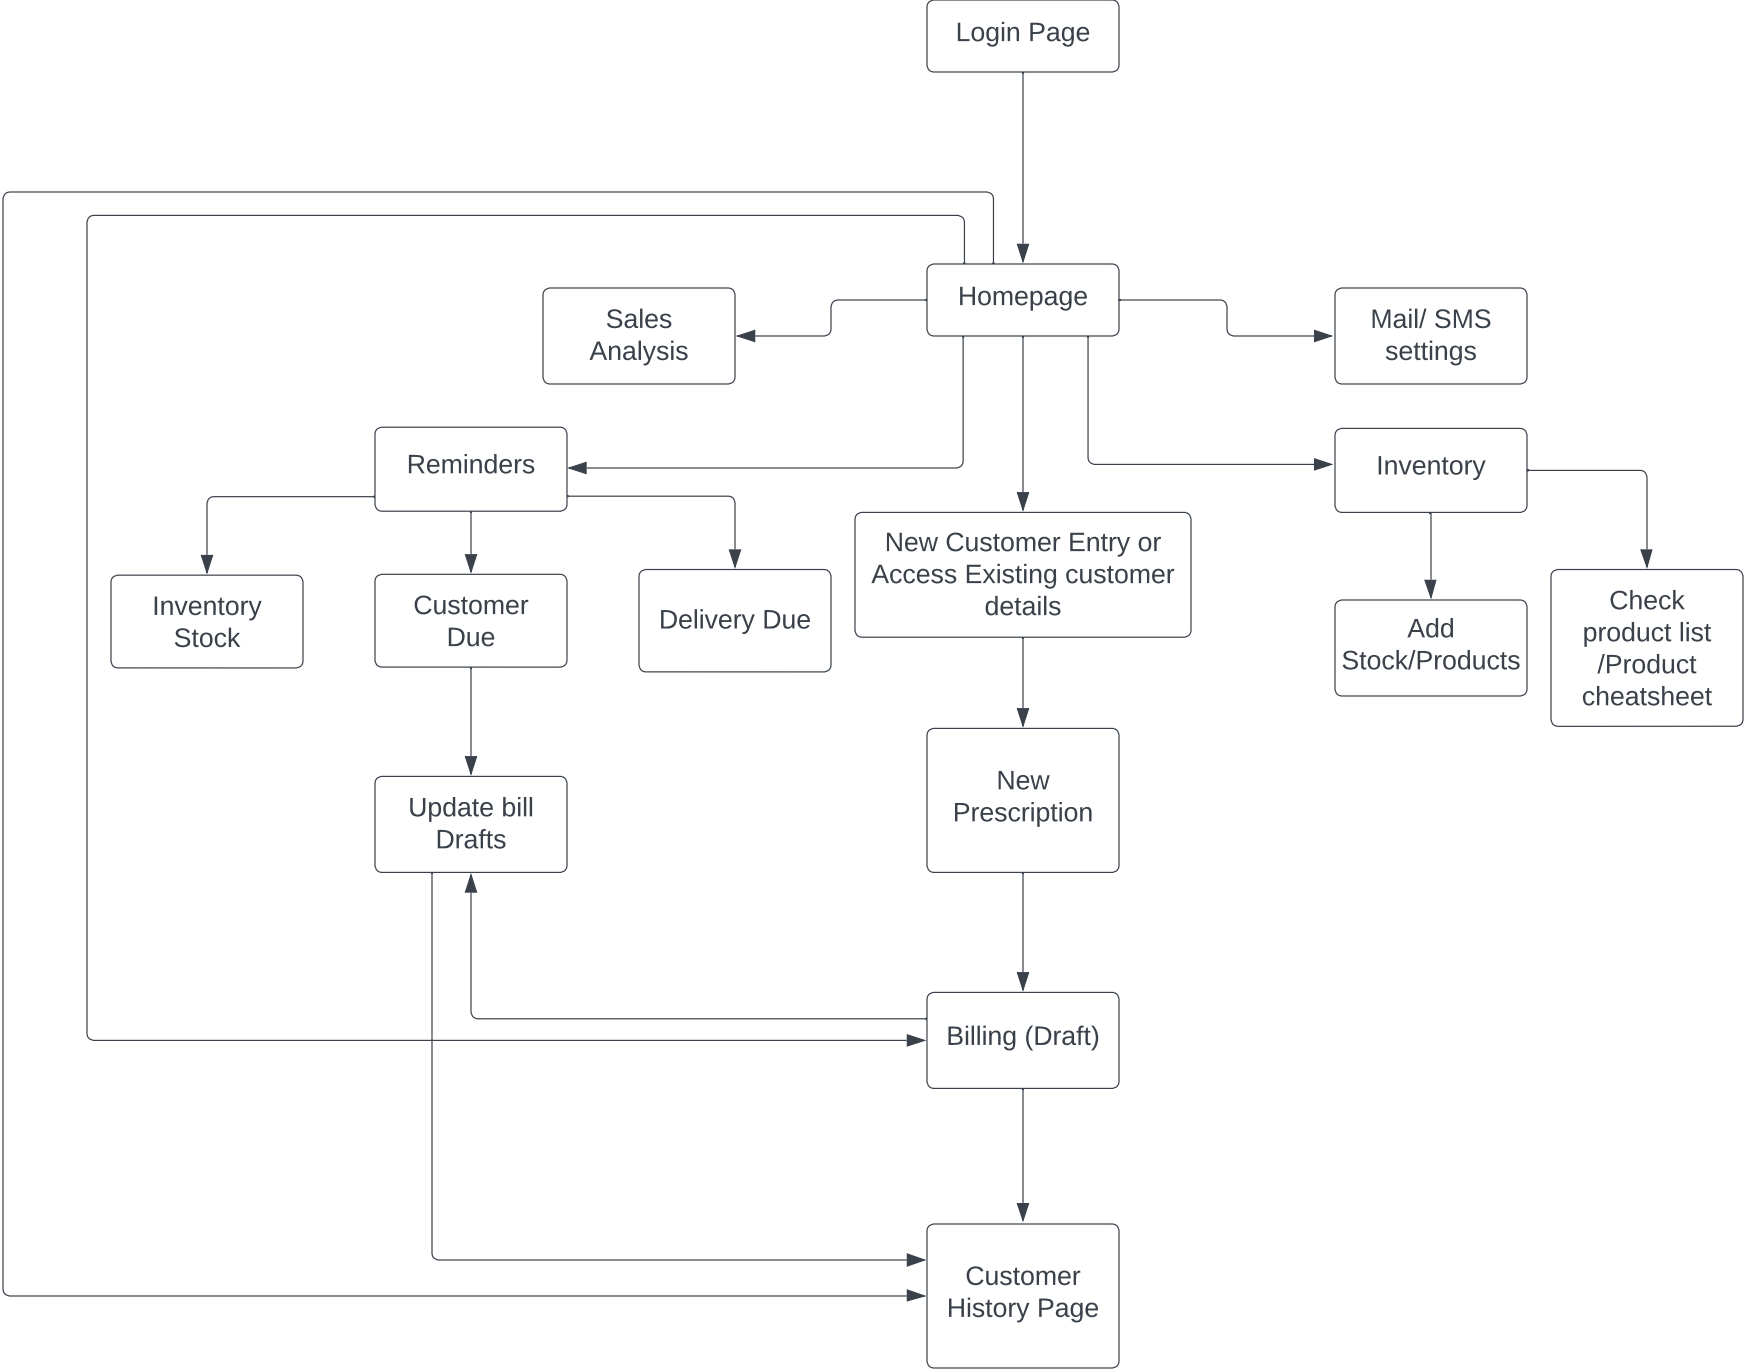 Login Page
Homepage
Sales
Analysis
Mail/ SMS
settings
Reminders
Inventory
New Customer Entry or
Access Existing customer
details
Inventory
Stock
Customer
Due
Delivery Due
Add
Stock/Products
Check
product list
/Product
cheatsheet
New
Prescription
Update bill
Drafts
Billing (Draft)
Customer
History Page